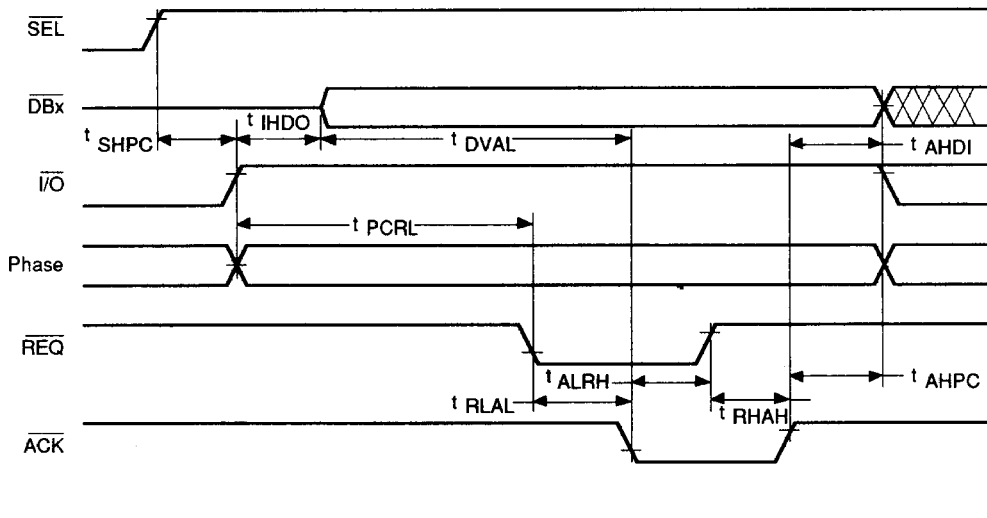 SEL
DBx
t SHPC
t IHDO
t DVAL
t AHDI
I/O
t PCRL
Phase
REQ
t ALRH
t AHPC
t RLAL
t RHAH
ACK